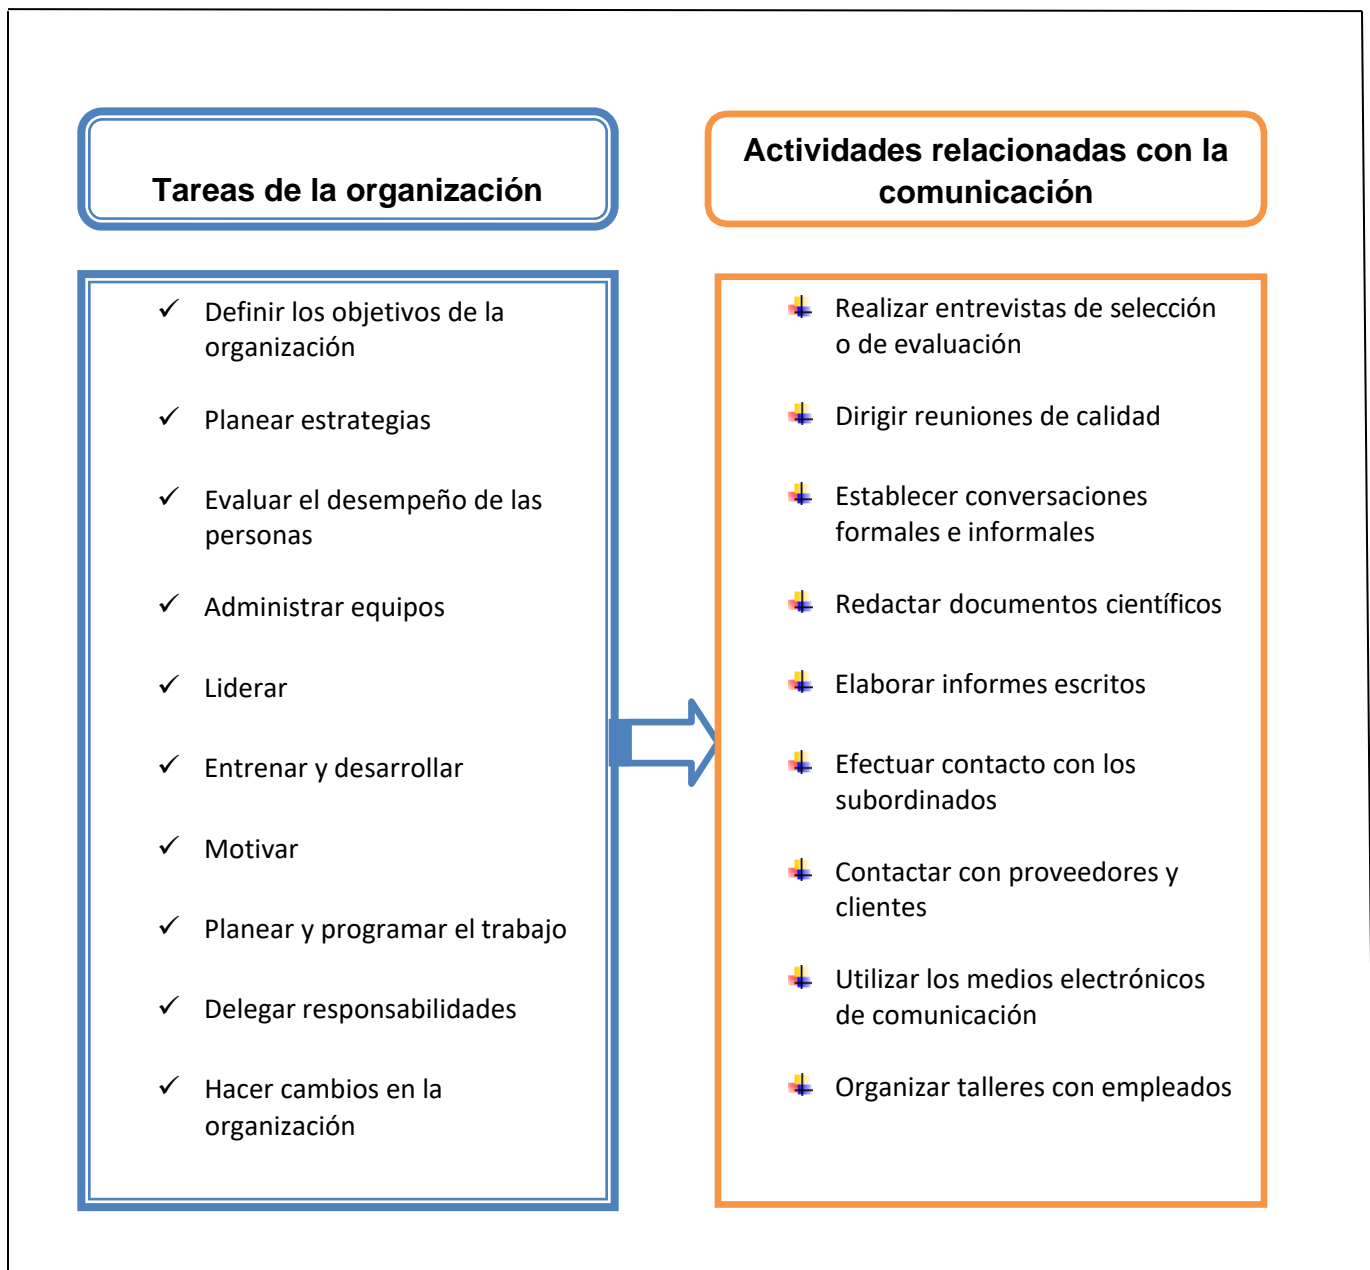 Tareas de la organización
Actividades relacionadas con la
comunicación
Definir los objetivos de la
organización
Planear estrategias
Evaluar el desempeño de las
personas
Administrar equipos
Liderar
Entrenar y desarrollar
Motivar
Planear y programar el trabajo
Delegar responsabilidades
Hacer cambios en la
organización
Realizar entrevistas de selección
o de evaluación
Dirigir reuniones de calidad
Establecer conversaciones
formales e informales
Redactar documentos científicos
Elaborar informes escritos
Efectuar contacto con los
subordinados
Contactar con proveedores y
clientes
Utilizar los medios electrónicos
de comunicación
Organizar talleres con empleados